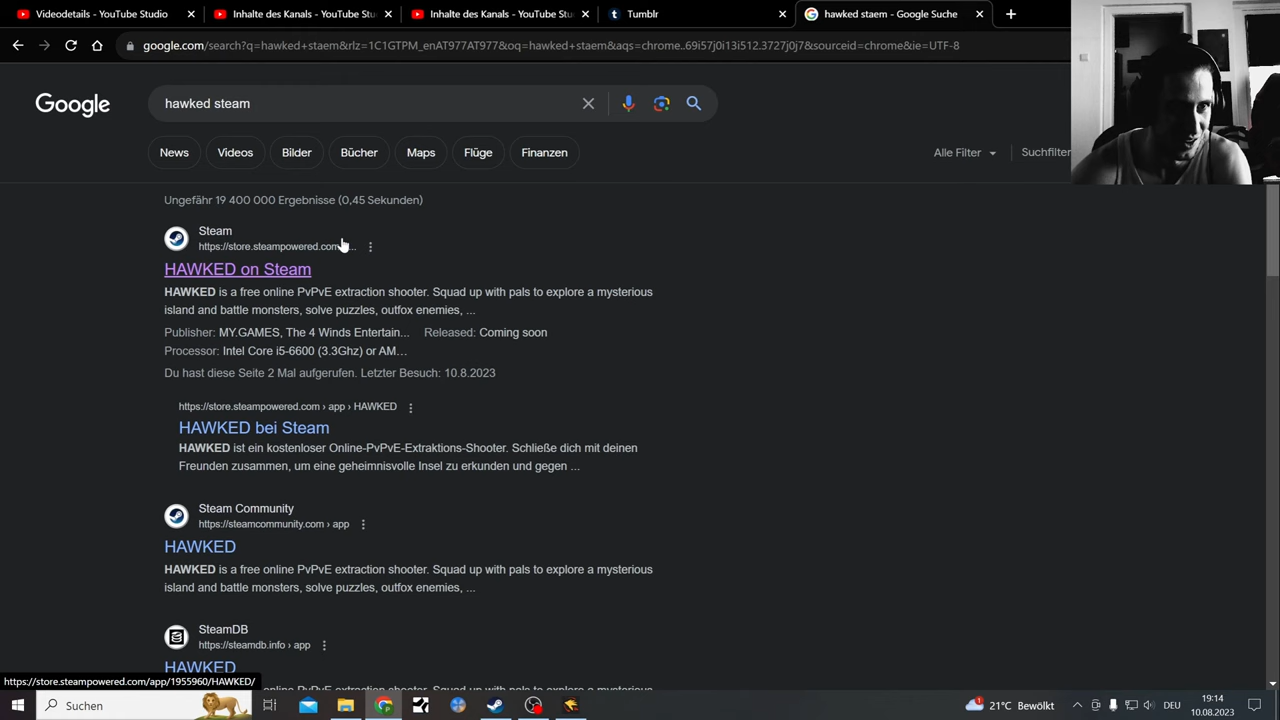 Videodetails - YouTube Studio
Inhalte des Kanals - YouTube Stu
Inhalte des Kanals - YouTube Stu
Tumblr
hawked staem - Google Suche
google.com/search?q=hawked+staem&rlz=1C1GTPM_enAT977AT977&oq=hawked+staem&aqs=chrome..69i57j0i13i512.3727j0j7&sourceid=chrome&ie=UTF-8
Google
hawked steam
News
Videos
Bilder
Bücher
Maps
Flüge
Finanzen
Alle Filter
Suchfilter
Ungefähr 19 400 000 Ergebnisse (0,45 Sekunden)
Steam
https://store.steampowered.com
HAWKED on Steam
HAWKED is a free online PvPvE extraction shooter. Squad up with pals to explore a mysterious
island and battle monsters, solve puzzles, outfox enemies, ...
Publisher: MY.GAMES, The 4 Winds Entertain... Released: Coming soon
Processor: Intel Core i5-6600 (3.3Ghz) or AM...
Du hast diese Seite 2 Mal aufgerufen. Letzter Besuch: 10.8.2023
https://store.steampowered.com › app › HAWKED
HAWKED bei Steam
HAWKED ist ein kostenloser Online-PvPvE-Extraktions-Shooter. Schließe dich mit deinen
Freunden zusammen, um eine geheimnisvolle Insel zu erkunden und gegen ...
Steam Community
https://steamcommunity.com › app
HAWKED
HAWKED is a free online PvPvE extraction shooter. Squad up with pals to explore a mysterious
island and battle monsters, solve puzzles, outfox enemies, ...
SteamDB
https://steamdb.info › app
HAWKED
https://store.steampowered.com/app/1955960/HAWKED/
Suchen
21°C Bewölkt
DEU
19:14
10.08.2023